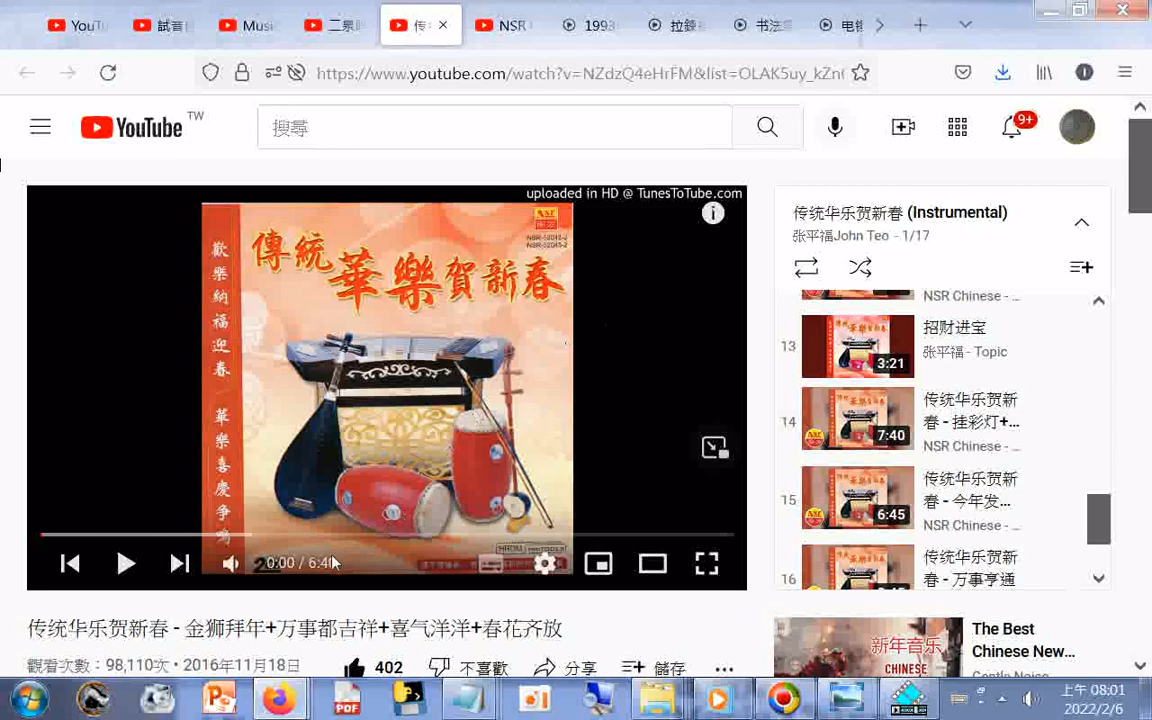 YouTu
試音
Musi
二泉
传
NSR
1993
拉錄
书法
电
https://www.youtube.com/watch?v=NZdzQ4eHrFM&list=OLAK5uy_kZn
YouTube
TW
搜尋
9+
uploaded in HD @ TunesToTube.com
NSR
傳統
華樂賀新春
歡樂納福迎春
華樂喜慶争鸣
0:00 / 6:4
传统华乐贺新春 - 金狮拜年+万事都吉祥+喜气洋洋+春花齐放
觀看次數：98,110次 • 2016年11月18日
402
不喜歡
分享
儲存
传统华乐贺新春 (Instrumental)
张平福John Teo - 1/17
NSR Chinese - ...
13
3:21
招财进宝
张平福 - Topic
14
7:40
传统华乐贺新
春 - 挂彩灯+...
NSR Chinese - ...
15
6:45
传统华乐贺新
春 - 今年发...
NSR Chinese - ...
16
传统华乐贺新
春 - 万事亨通
新年音乐
CHINESE
The Best
Chinese New...
上午 08:01
2022/2/6